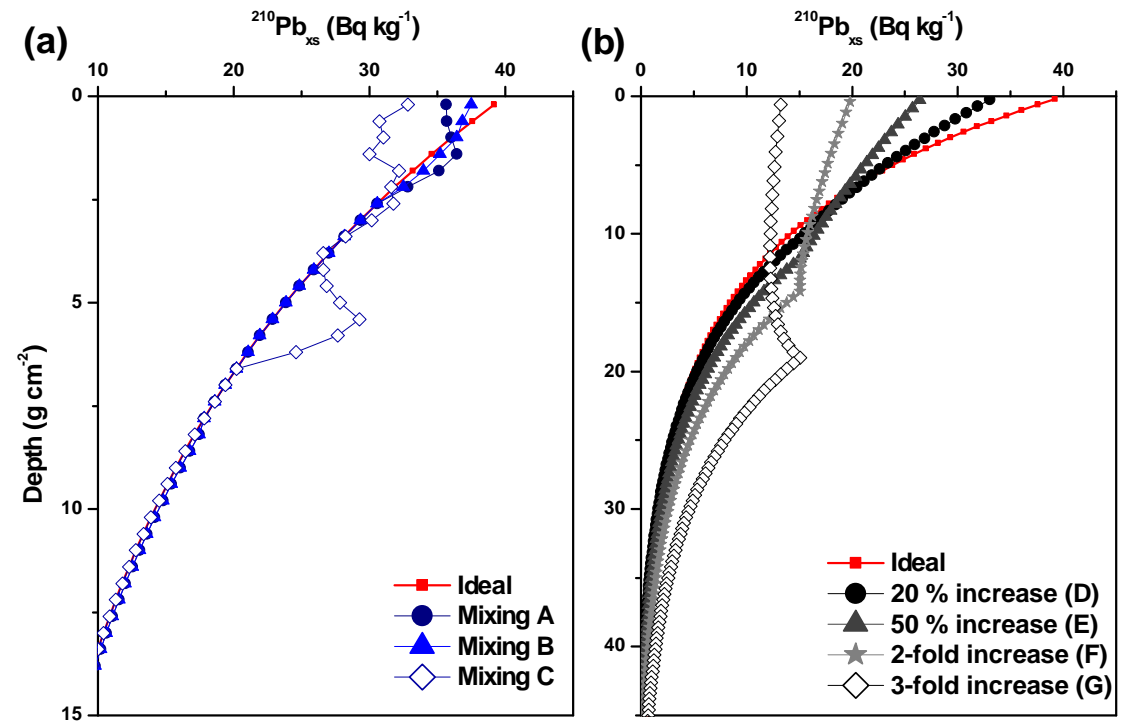 (a)
²¹⁰Pbₓₛ (Bq kg⁻¹)
10 20 30 40
0
5
10
15
Depth (g cm⁻²)
Ideal
Mixing A
Mixing B
Mixing C
(b)
²¹⁰Pbₓₛ (Bq kg⁻¹)
0 10 20 30 40
0
10
20
30
40
Ideal
20 % increase (D)
50 % increase (E)
2-fold increase (F)
3-fold increase (G)